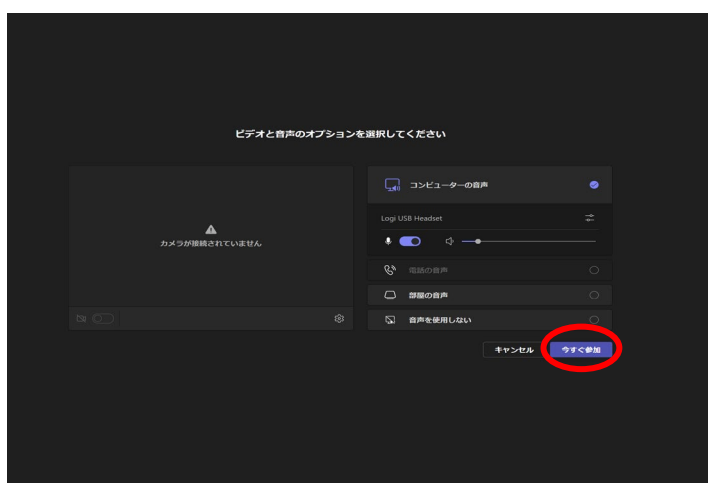 ビデオと音声のオプションを選択してください
カメラが接続されていません
コンピューターの音声
Logi USB Headset
電話の音声
部屋の音声
音声を使用しない
キャンセル
今すぐ参加